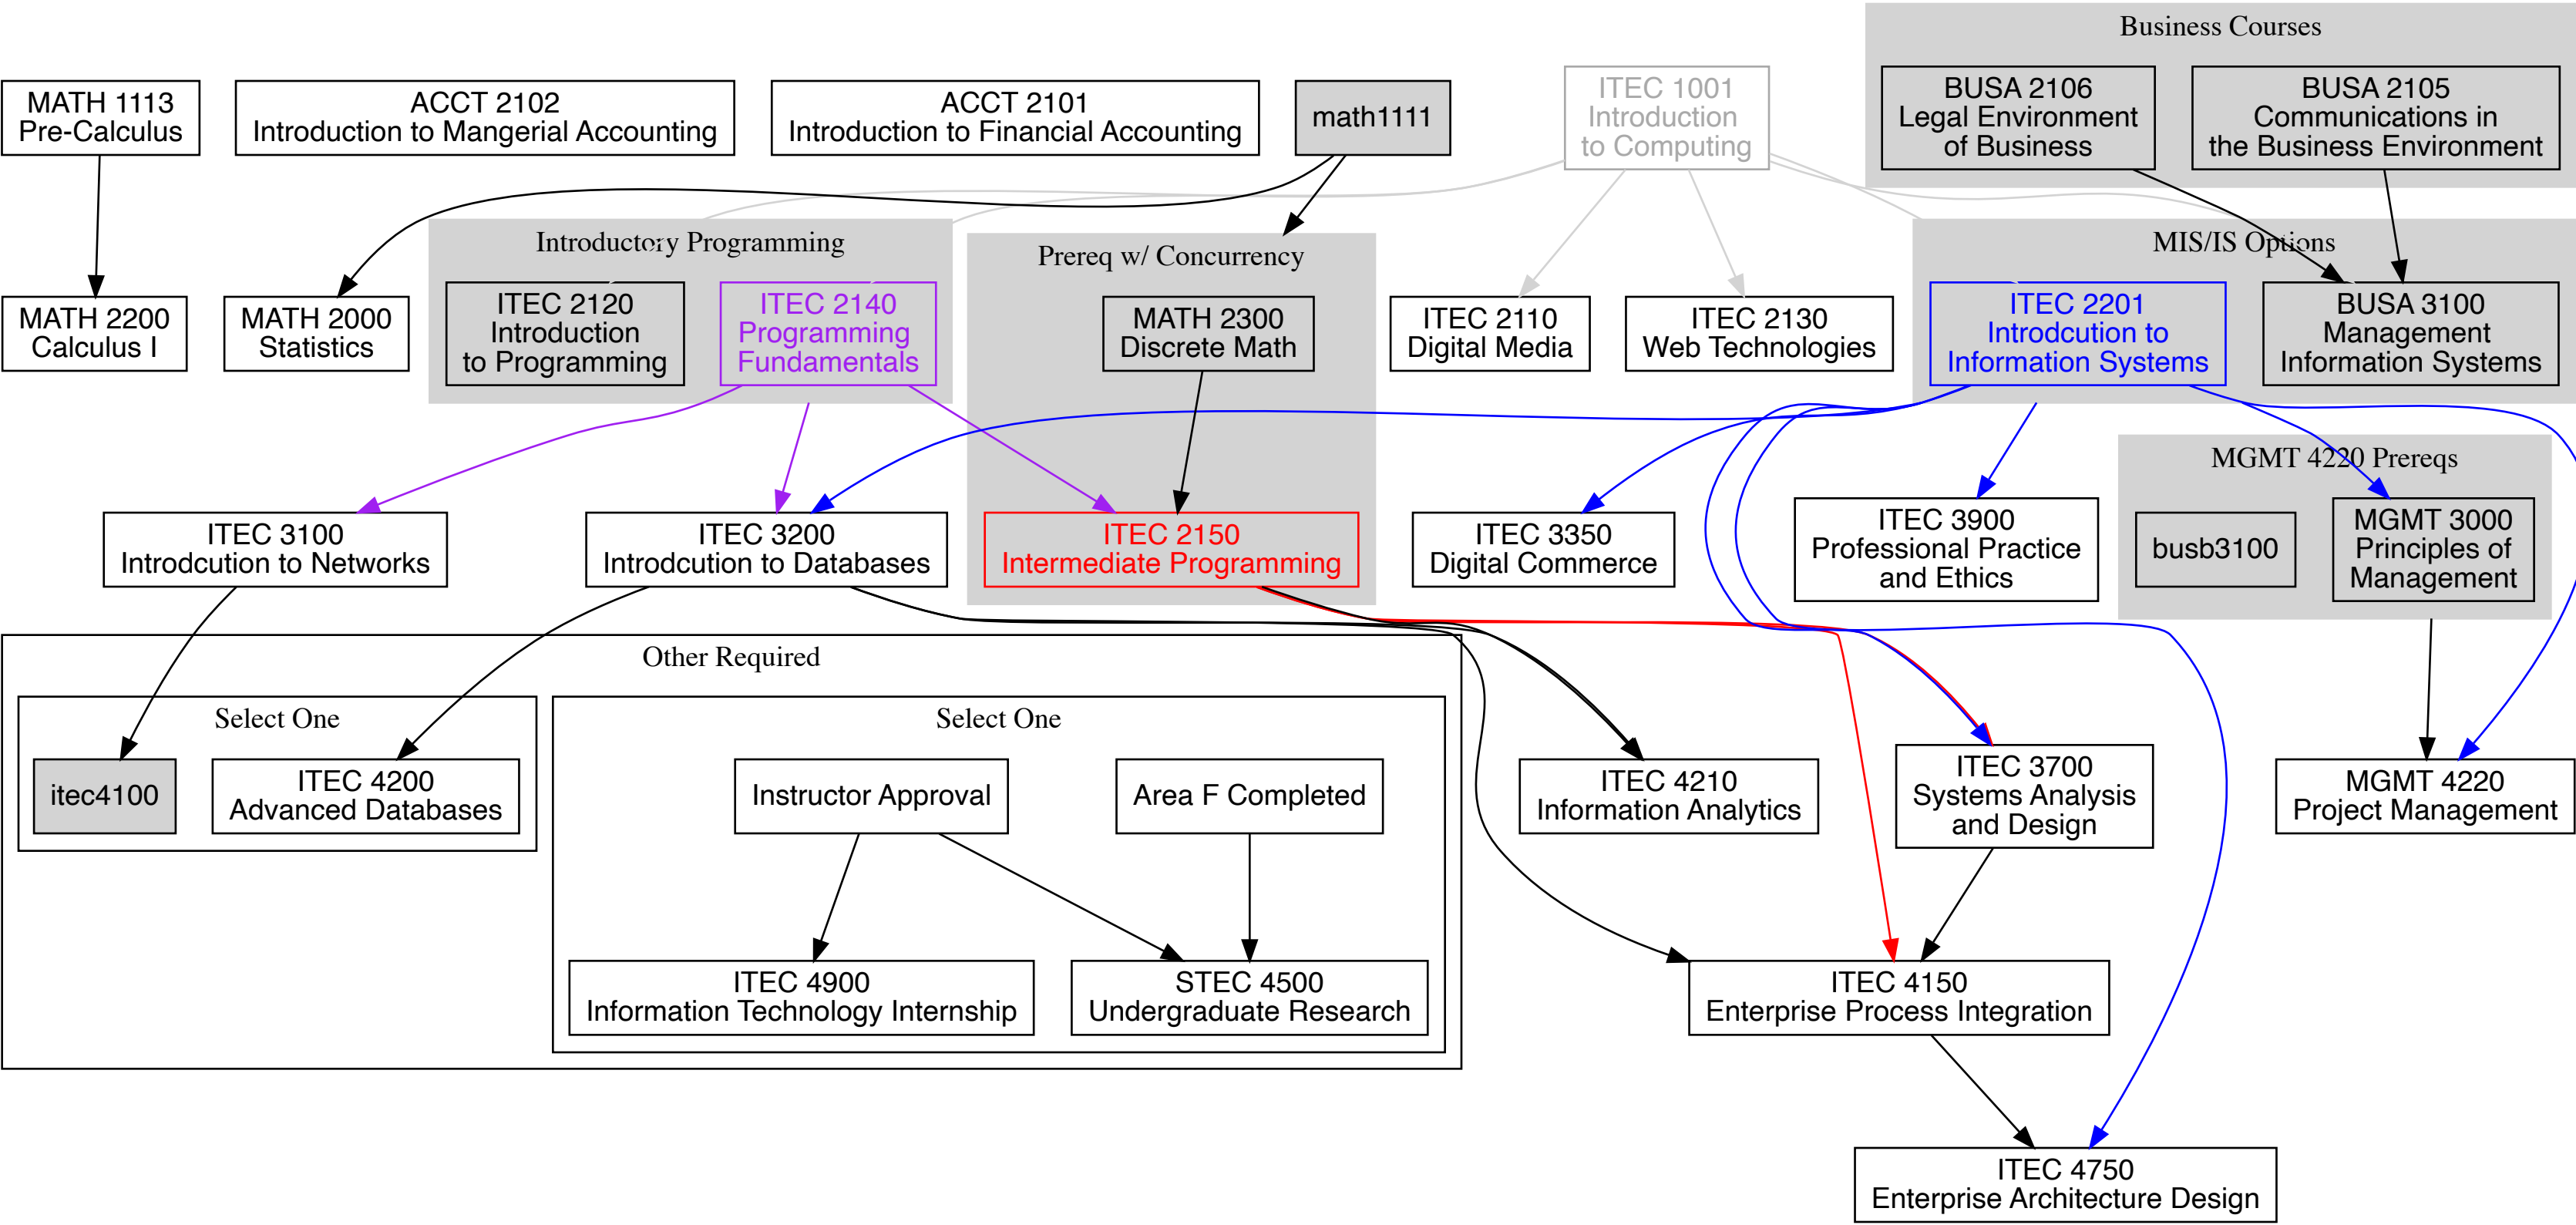 Business Courses
MATH 1113
Pre-Calculus
ACCT 2102
Introduction to Mangerial Accounting
ACCT 2101
Introduction to Financial Accounting
math1111
ITEC 1001
Introduction
to Computing
BUSA 2106
Legal Environment
of Business
BUSA 2105
Communications in
the Business Environment
Introductory Programming
Prereq w/ Concurrency
MIS/IS Options
MATH 2200
Calculus I
MATH 2000
Statistics
ITEC 2120
Introduction
to Programming
ITEC 2140
Programming
Fundamentals
MATH 2300
Discrete Math
ITEC 2110
Digital Media
ITEC 2130
Web Technologies
ITEC 2201
Introdcution to
Information Systems
BUSA 3100
Management
Information Systems
MGMT 4220 Prereqs
ITEC 3100
Introdcution to Networks
ITEC 3200
Introdcution to Databases
ITEC 2150
Intermediate Programming
ITEC 3350
Digital Commerce
ITEC 3900
Professional Practice
and Ethics
busb3100
MGMT 3000
Principles of
Management
Other Required
Select One
Select One
itec4100
ITEC 4200
Advanced Databases
Instructor Approval
Area F Completed
ITEC 4210
Information Analytics
ITEC 3700
Systems Analysis
and Design
MGMT 4220
Project Management
ITEC 4900
Information Technology Internship
STEC 4500
Undergraduate Research
ITEC 4150
Enterprise Process Integration
ITEC 4750
Enterprise Architecture Design